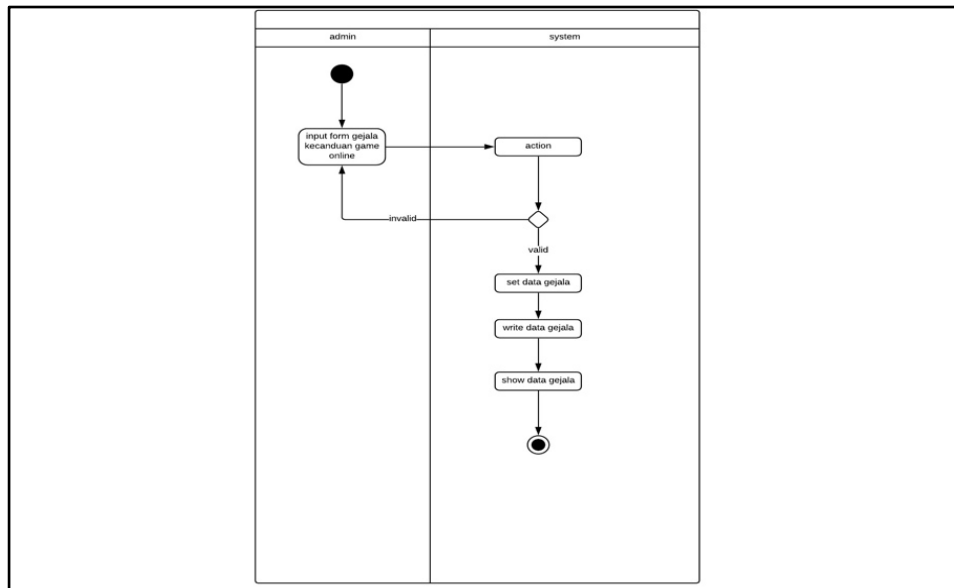 admin
system
input form gejala
kecanduan game
online
action
invalid
valid
set data gejala
write data gejala
show data gejala